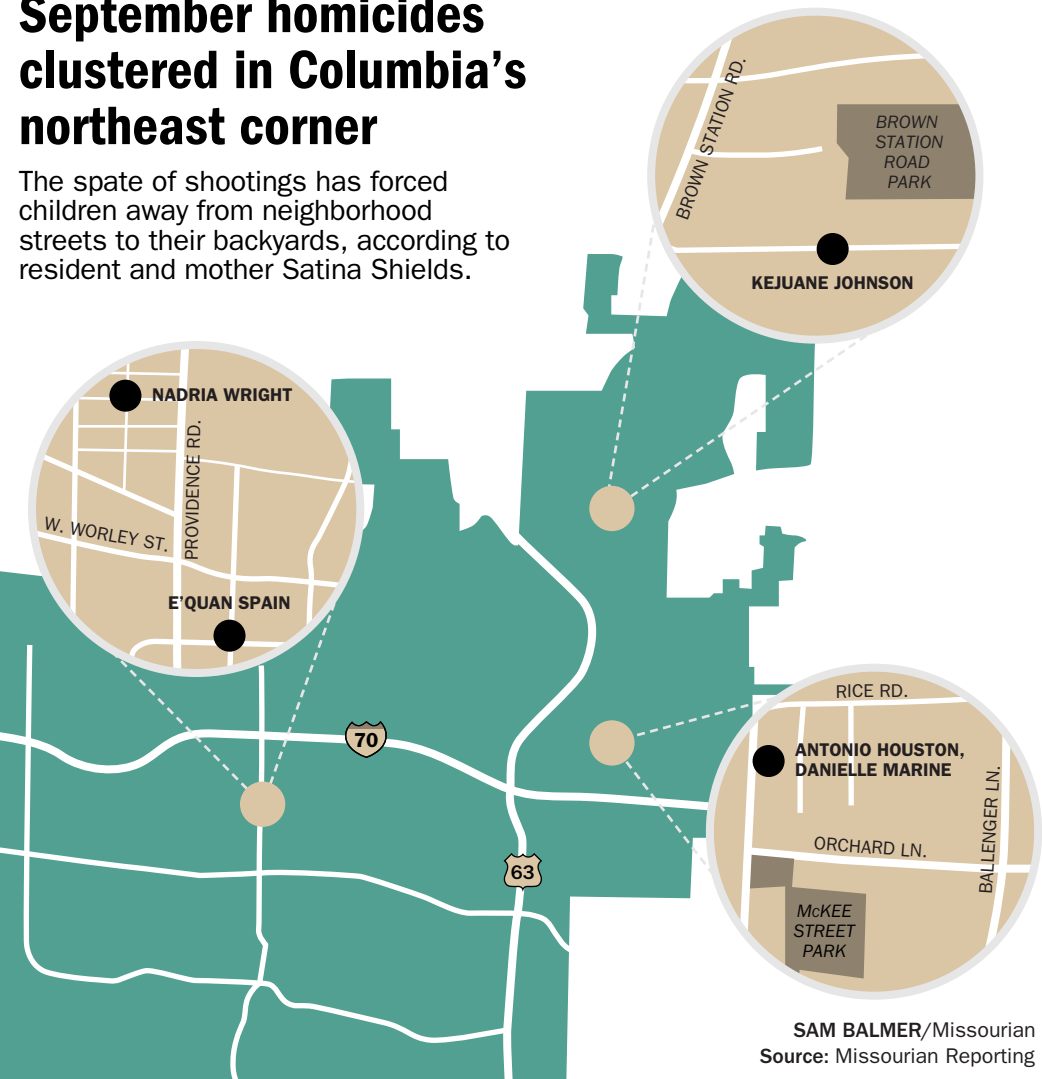 September homicides
clustered in Columbia's
northeast corner
The spate of shootings has forced
children away from neighborhood
streets to their backyards, according to
resident and mother Satina Shields.
BROWN STATION RD.
BROWN
STATION
ROAD
PARK
KEJUANE JOHNSON
NADRIA WRIGHT
PROVIDENCE RD.
W. WORLEY ST.
E'QUAN SPAIN
70
63
RICE RD.
ANTONIO HOUSTON,
DANIELLE MARINE
BALLENGER LN.
ORCHARD LN.
McKEE
STREET
PARK
SAM BALMER/Missourian
Source: Missourian Reporting